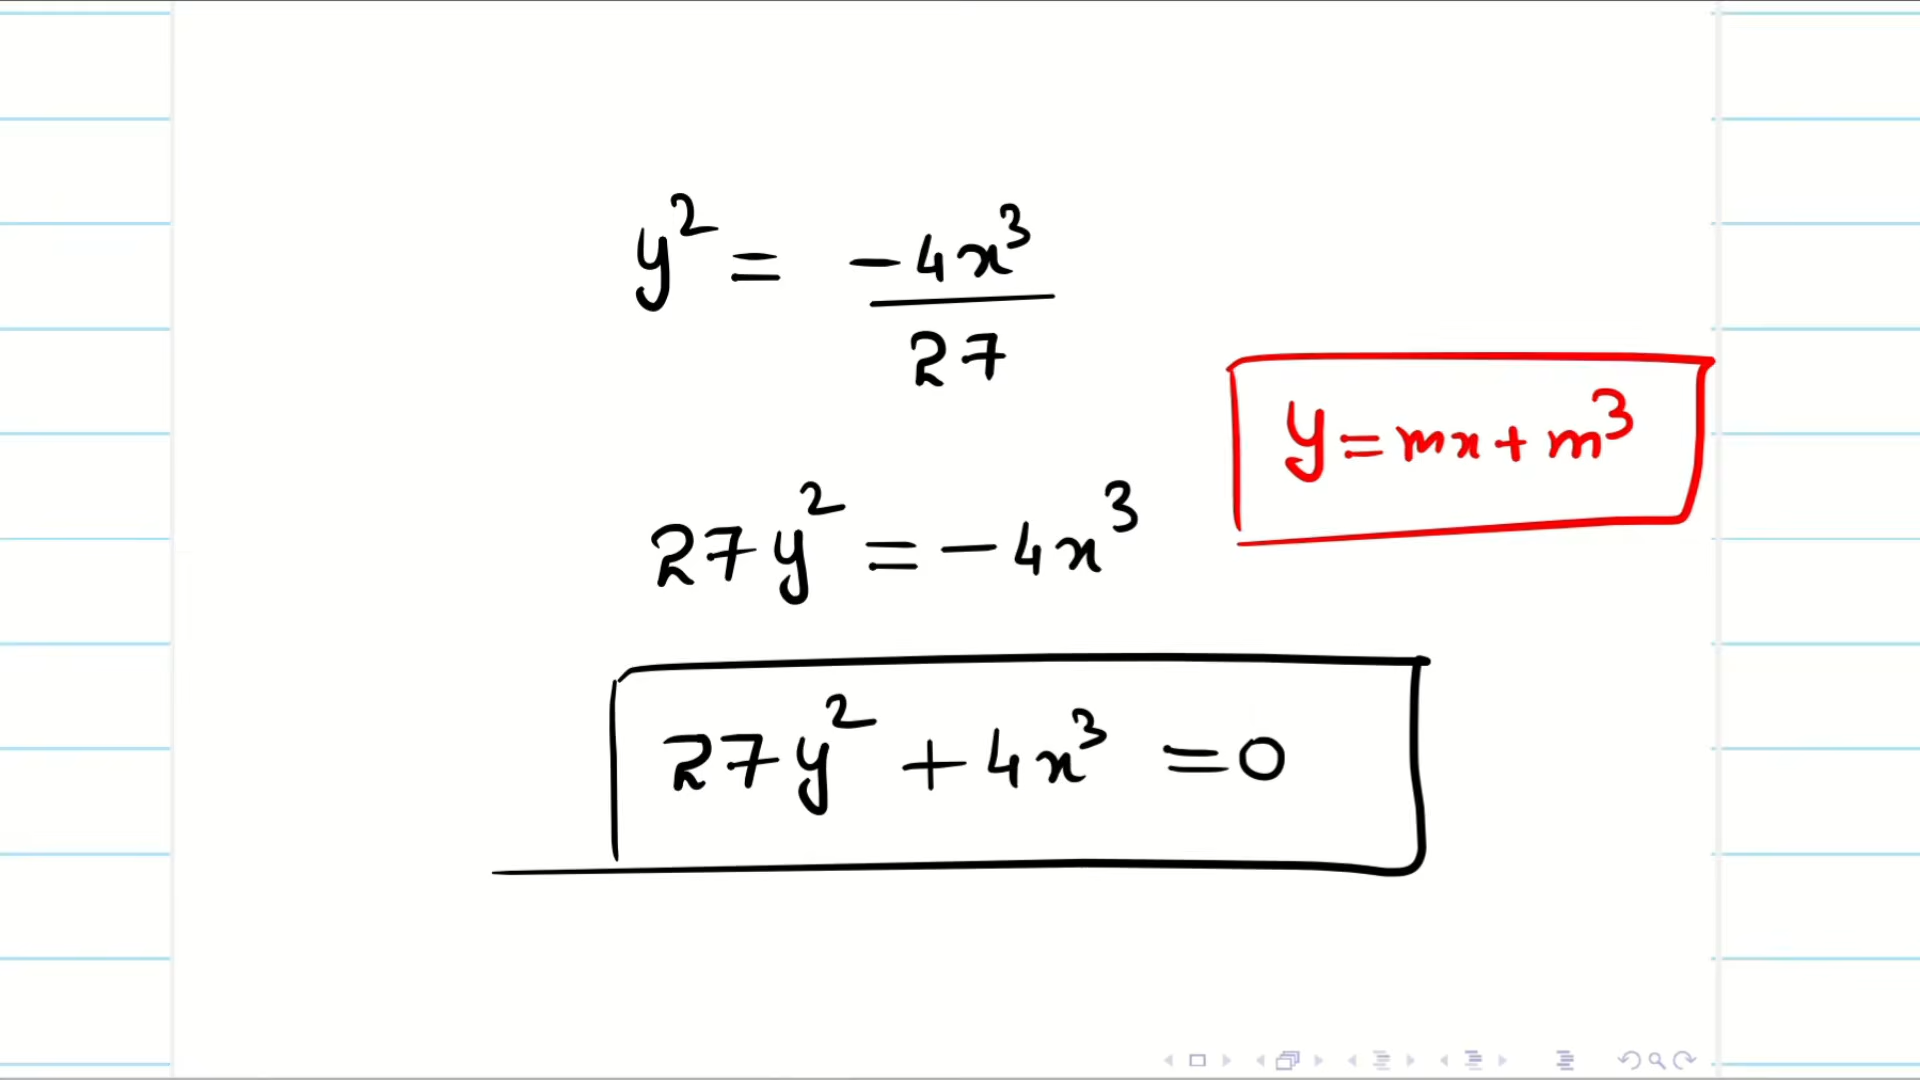 y² = -4x³/27
y = mx + m³
27y² = -4x³
27y² + 4x³ = 0